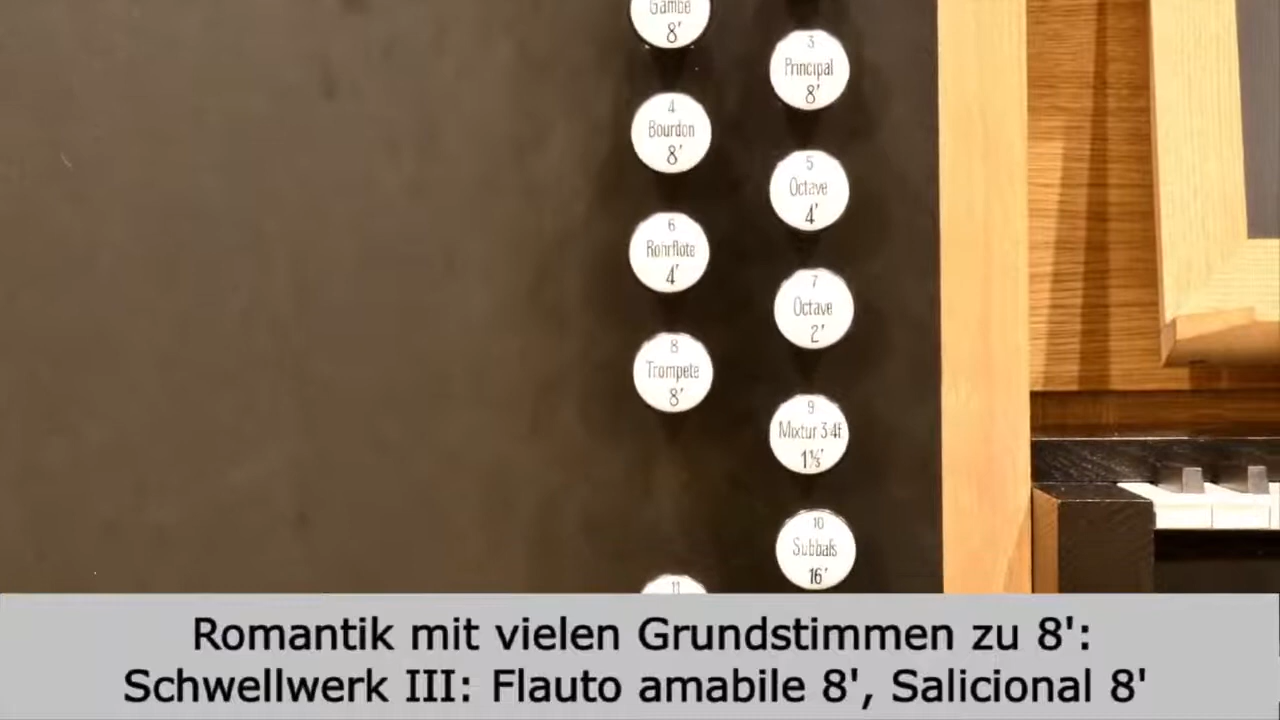 Gambe
8'
3
Principal
8'
4
Bourdon
8'
5
Octave
4'
6
Rohrflöte
4'
7
Octave
2'
8
Trompete
8'
9
Mixtur 3-4f
1⅓'
10
Subbaſs
16'
11
Romantik mit vielen Grundstimmen zu 8':
Schwellwerk III: Flauto amabile 8', Salicional 8'